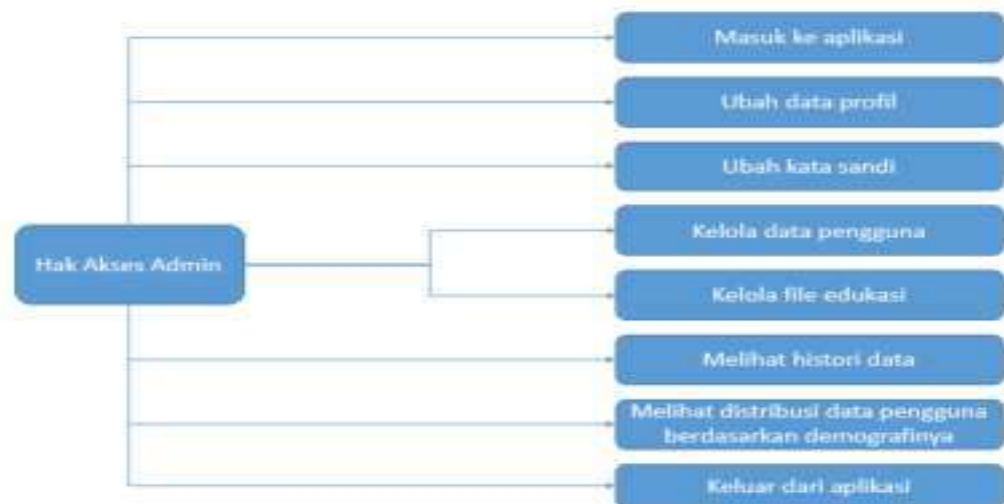 Masuk ke aplikasi
Ubah data profil
Ubah kata sandi
Kelola data pengguna
Hak Akses Admin
Kelola file edukasi
Melihat histori data
Melihat distribusi data pengguna
berdasarkan demografinya
Keluar dari aplikasi